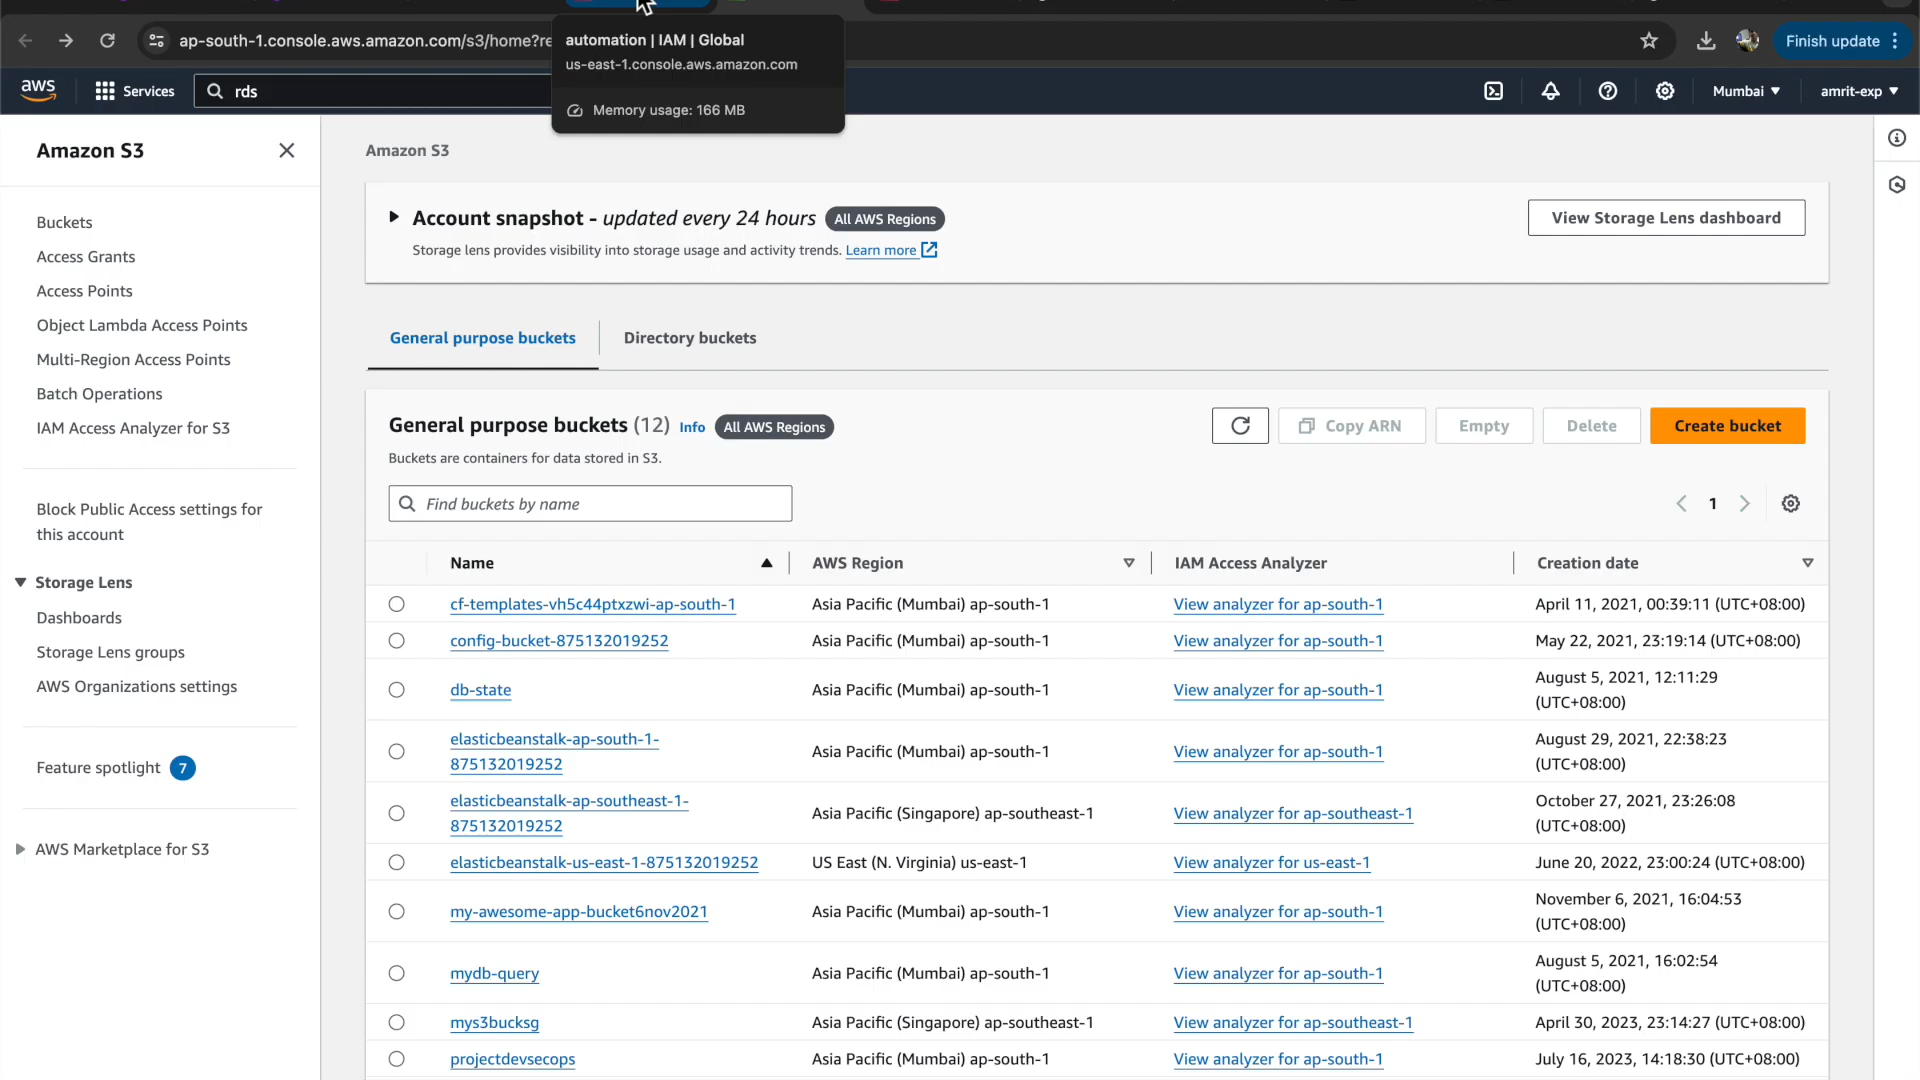 automation | IAM | Global
us-east-1.console.aws.amazon.com
Memory usage: 166 MB
ap-south-1.console.aws.amazon.com/s3/home?re
Finish update
aws
Services
rds
Mumbai
amrit-exp
Amazon S3
Buckets
Access Grants
Access Points
Object Lambda Access Points
Multi-Region Access Points
Batch Operations
IAM Access Analyzer for S3
Block Public Access settings for
this account
Storage Lens
Dashboards
Storage Lens groups
AWS Organizations settings
Feature spotlight 7
AWS Marketplace for S3
Amazon S3
Account snapshot - updated every 24 hours All AWS Regions
Storage lens provides visibility into storage usage and activity trends. Learn more
View Storage Lens dashboard
General purpose buckets
Directory buckets
General purpose buckets (12) Info All AWS Regions
Buckets are containers for data stored in S3.
Copy ARN
Empty
Delete
Create bucket
Find buckets by name
1
Name AWS Region IAM Access Analyzer Creation date
cf-templates-vh5c44ptxzwi-ap-south-1 Asia Pacific (Mumbai) ap-south-1 View analyzer for ap-south-1 April 11, 2021, 00:39:11 (UTC+08:00)
config-bucket-875132019252 Asia Pacific (Mumbai) ap-south-1 View analyzer for ap-south-1 May 22, 2021, 23:19:14 (UTC+08:00)
db-state Asia Pacific (Mumbai) ap-south-1 View analyzer for ap-south-1 August 5, 2021, 12:11:29
(UTC+08:00)
elasticbeanstalk-ap-south-1-
875132019252 Asia Pacific (Mumbai) ap-south-1 View analyzer for ap-south-1 August 29, 2021, 22:38:23
(UTC+08:00)
elasticbeanstalk-ap-southeast-1-
875132019252 Asia Pacific (Singapore) ap-southeast-1 View analyzer for ap-southeast-1 October 27, 2021, 23:26:08
(UTC+08:00)
elasticbeanstalk-us-east-1-875132019252 US East (N. Virginia) us-east-1 View analyzer for us-east-1 June 20, 2022, 23:00:24 (UTC+08:00)
my-awesome-app-bucket6nov2021 Asia Pacific (Mumbai) ap-south-1 View analyzer for ap-south-1 November 6, 2021, 16:04:53
(UTC+08:00)
mydb-query Asia Pacific (Mumbai) ap-south-1 View analyzer for ap-south-1 August 5, 2021, 16:02:54
(UTC+08:00)
mys3bucksg Asia Pacific (Singapore) ap-southeast-1 View analyzer for ap-southeast-1 April 30, 2023, 23:14:27 (UTC+08:00)
projectdevsecops Asia Pacific (Mumbai) ap-south-1 View analyzer for ap-south-1 July 16, 2023, 14:18:30 (UTC+08:00)